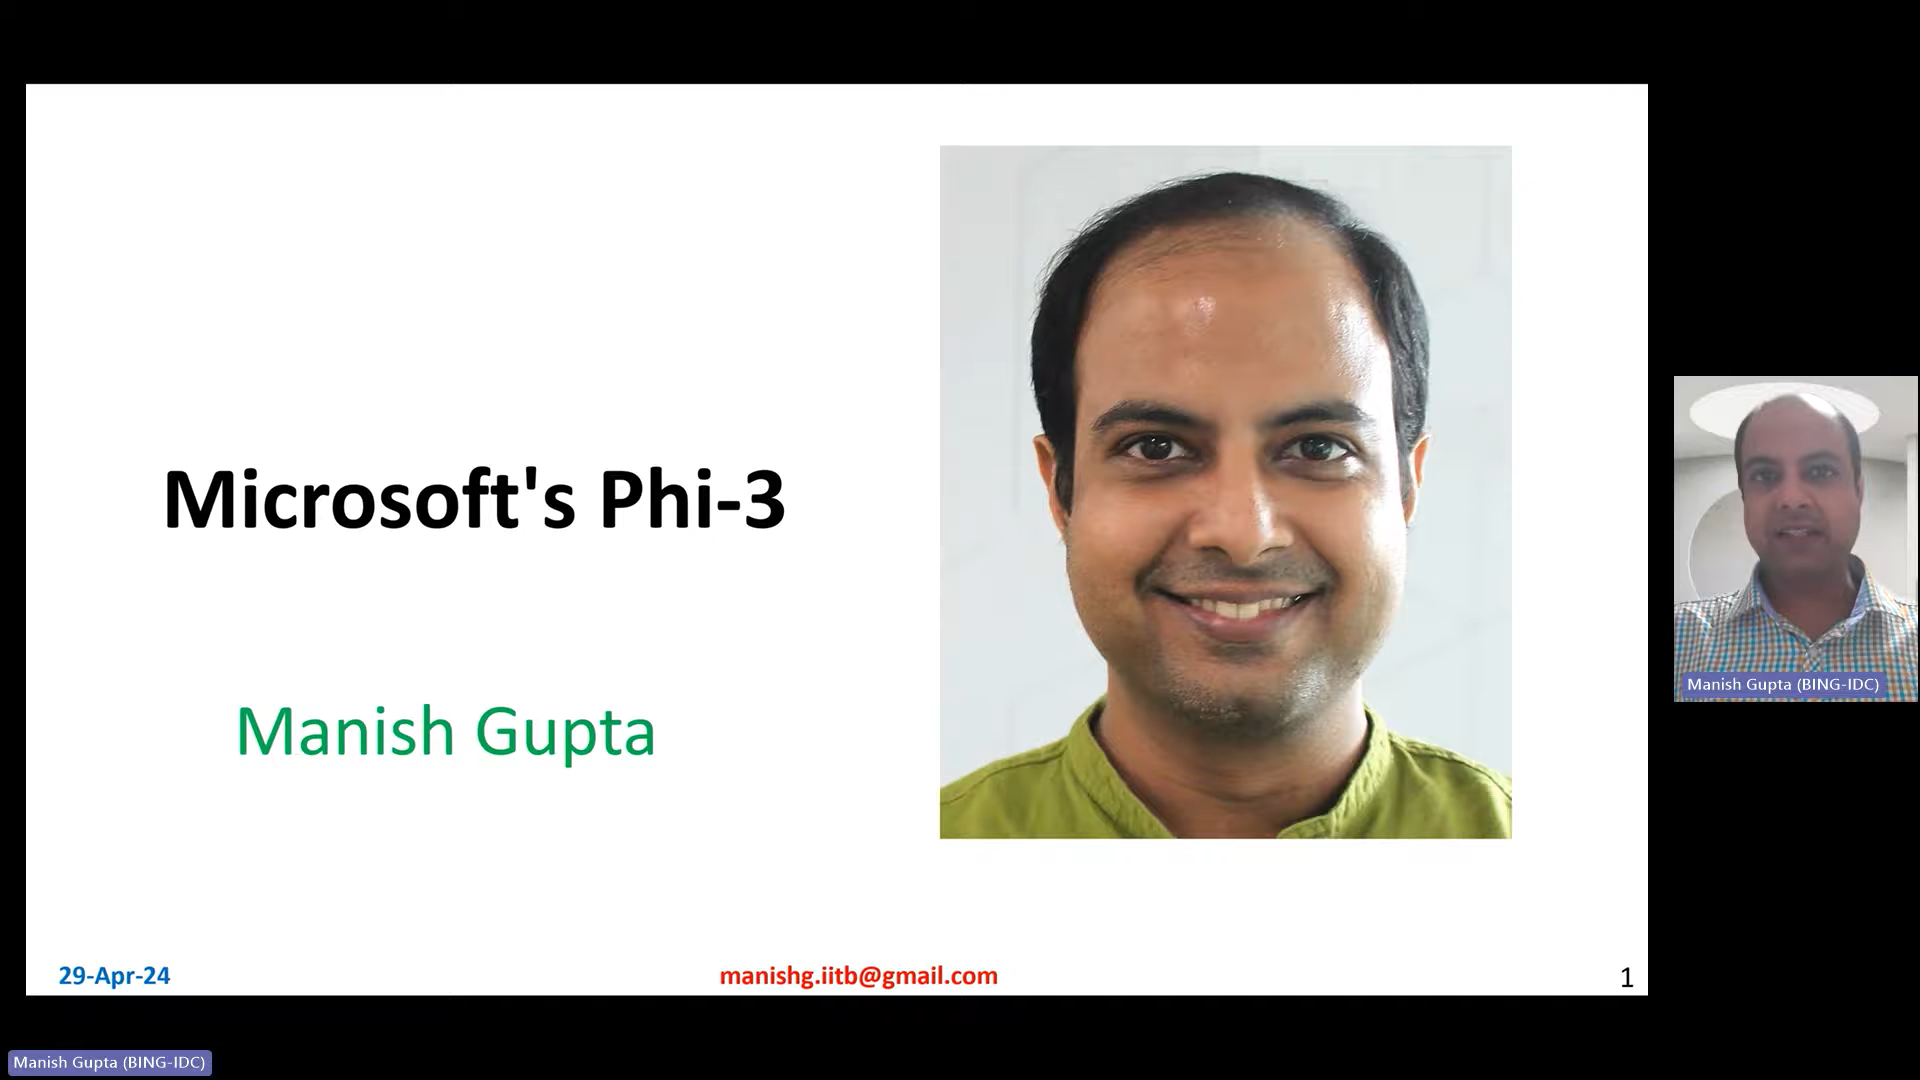 Microsoft's Phi-3
Manish Gupta
29-Apr-24
manishg.iitb@gmail.com
1
Manish Gupta (BING-IDC)
Manish Gupta (BING-IDC)